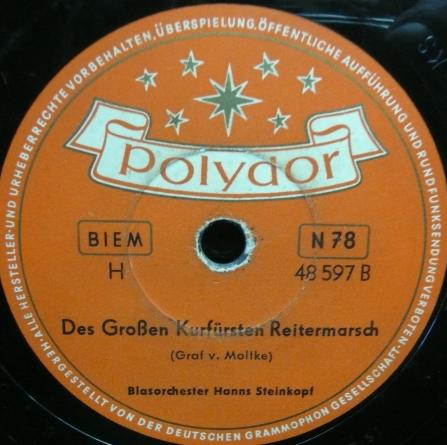 ALLE HERSTELLER- UND URHEBERRECHTE VORBEHALTEN, ÜBERSPIELUNG, ÖFFENTLICHE AUFFÜHRUNG UND RUNDFUNKSENDUNG VERBOTEN
polydor
BIEM
N 78
H
48 597 B
Des Großen Kurfürsten Reitermarsch
(Graf v. Moltke)
Blasorchester Hanns Steinkopf
HERGESTELLT VON DER DEUTSCHEN GRAMMOPHON GESELLSCHAFT